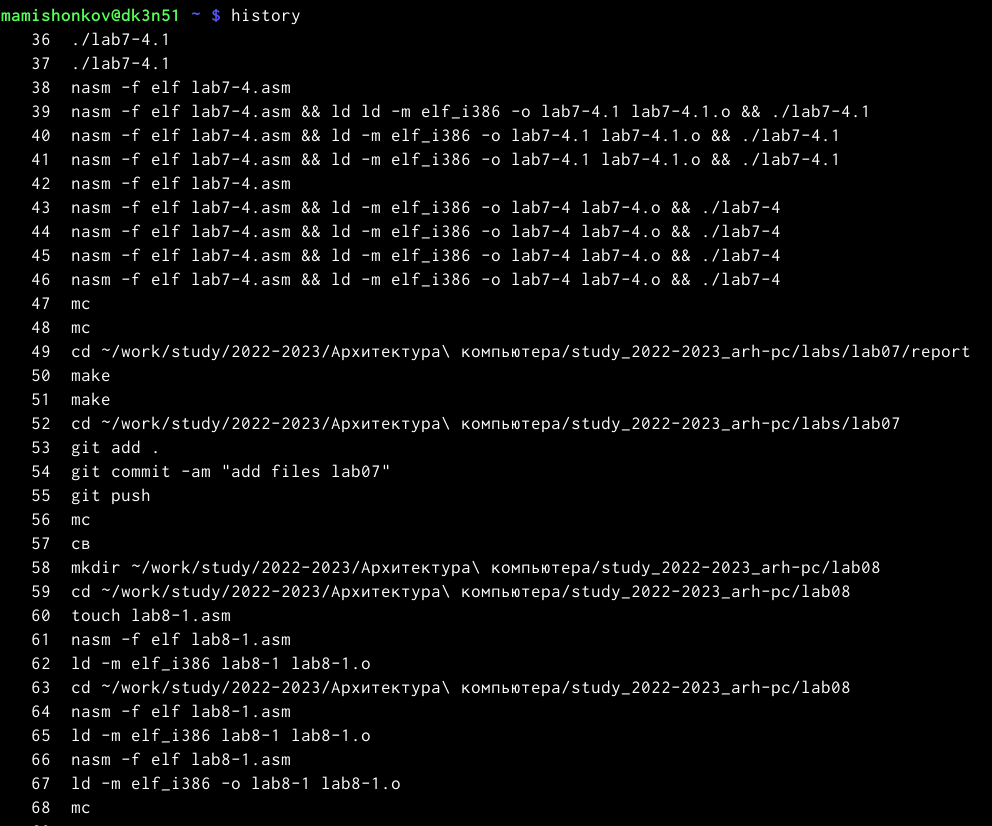 mamishonkov@dk3n51 ~ $ history
36 ./lab7-4.1
37 ./lab7-4.1
38 nasm -f elf lab7-4.asm
39 nasm -f elf lab7-4.asm && ld ld -m elf_i386 -o lab7-4.1 lab7-4.1.o && ./lab7-4.1
40 nasm -f elf lab7-4.asm && ld -m elf_i386 -o lab7-4.1 lab7-4.1.o && ./lab7-4.1
41 nasm -f elf lab7-4.asm && ld -m elf_i386 -o lab7-4.1 lab7-4.1.o && ./lab7-4.1
42 nasm -f elf lab7-4.asm
43 nasm -f elf lab7-4.asm && ld -m elf_i386 -o lab7-4 lab7-4.o && ./lab7-4
44 nasm -f elf lab7-4.asm && ld -m elf_i386 -o lab7-4 lab7-4.o && ./lab7-4
45 nasm -f elf lab7-4.asm && ld -m elf_i386 -o lab7-4 lab7-4.o && ./lab7-4
46 nasm -f elf lab7-4.asm && ld -m elf_i386 -o lab7-4 lab7-4.o && ./lab7-4
47 mc
48 mc
49 cd ~/work/study/2022-2023/Архитектура\ компьютера/study_2022-2023_arh-pc/labs/lab07/report
50 make
51 make
52 cd ~/work/study/2022-2023/Архитектура\ компьютера/study_2022-2023_arh-pc/labs/lab07
53 git add .
54 git commit -am "add files lab07"
55 git push
56 mc
57 св
58 mkdir ~/work/study/2022-2023/Архитектура\ компьютера/study_2022-2023_arh-pc/lab08
59 cd ~/work/study/2022-2023/Архитектура\ компьютера/study_2022-2023_arh-pc/lab08
60 touch lab8-1.asm
61 nasm -f elf lab8-1.asm
62 ld -m elf_i386 lab8-1 lab8-1.o
63 cd ~/work/study/2022-2023/Архитектура\ компьютера/study_2022-2023_arh-pc/lab08
64 nasm -f elf lab8-1.asm
65 ld -m elf_i386 lab8-1 lab8-1.o
66 nasm -f elf lab8-1.asm
67 ld -m elf_i386 -o lab8-1 lab8-1.o
68 mc